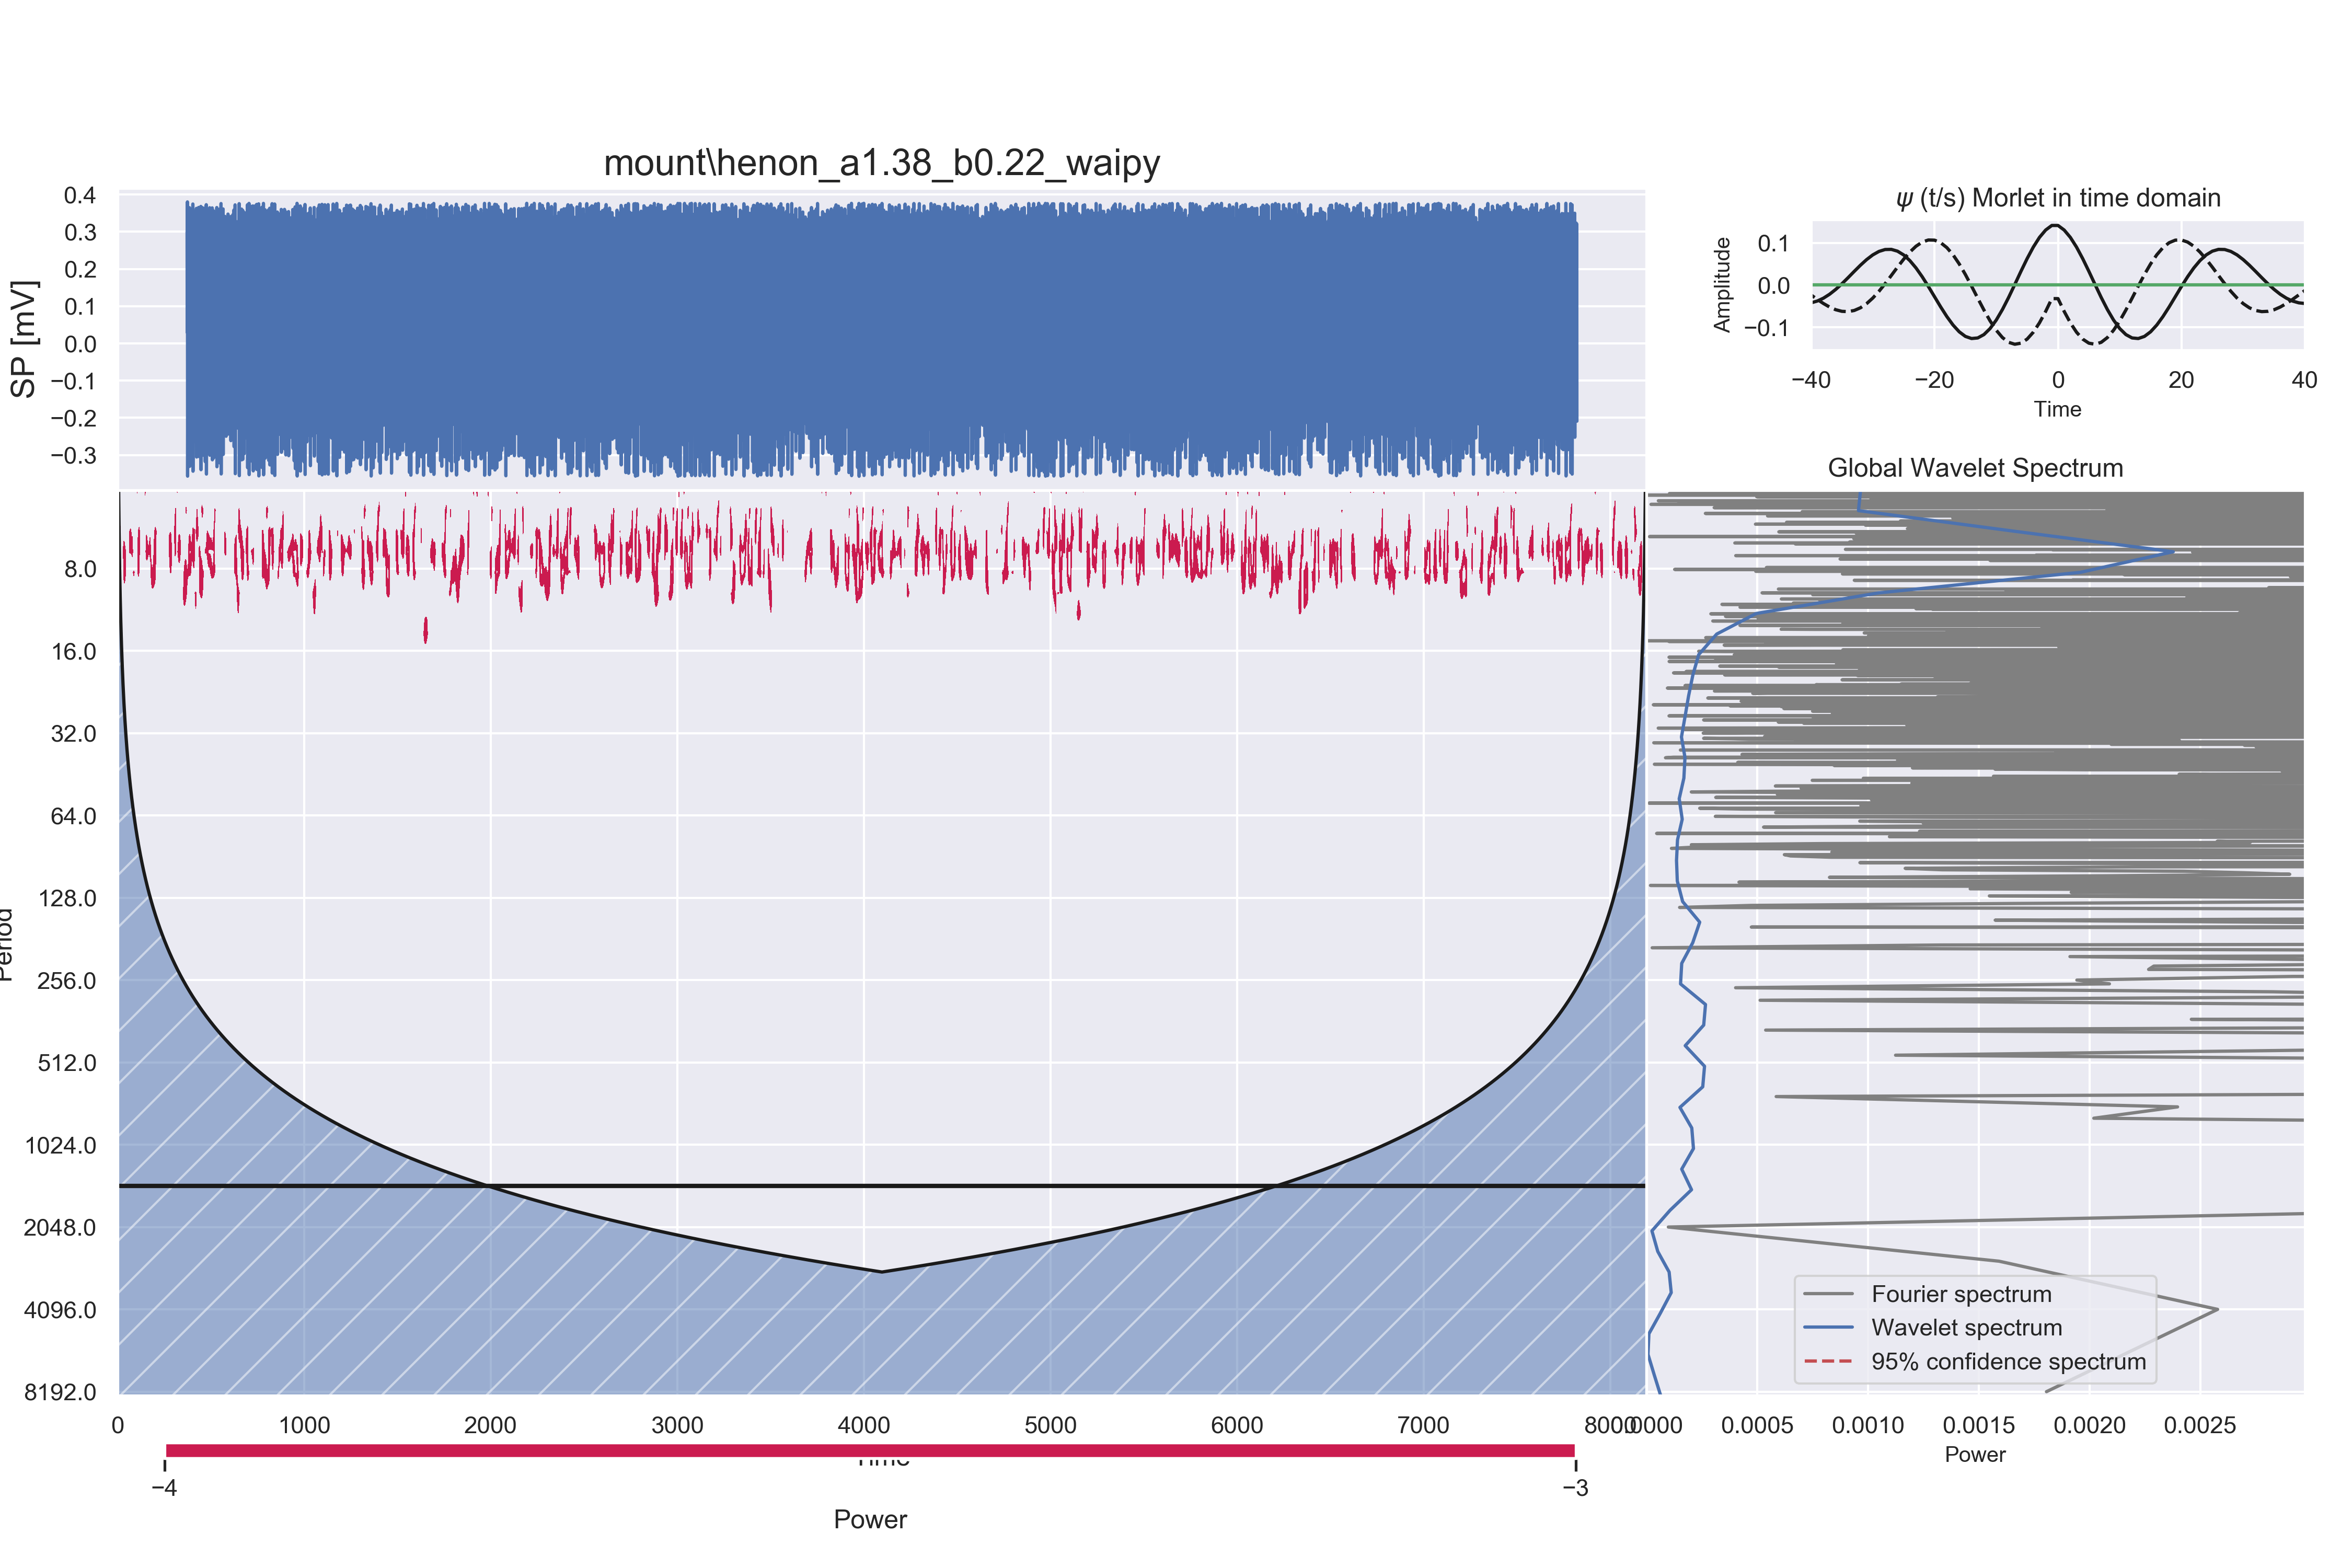 mount\henon_a1.38_b0.22_waipy
SP [mV]
0.4
0.3
0.2
0.1
0.0
−0.1
−0.2
−0.3
ψ (t/s) Morlet in time domain
Amplitude
0.1
0.0
−0.1
−40 −20 0 20 40
Time
Period
8.0
16.0
32.0
64.0
128.0
256.0
512.0
1024.0
2048.0
4096.0
8192.0
0 1000 2000 3000 4000 5000 6000 7000 8000
Time
−4 −3
Power
Global Wavelet Spectrum
Fourier spectrum
Wavelet spectrum
95% confidence spectrum
0.0000 0.0005 0.0010 0.0015 0.0020 0.0025
Power